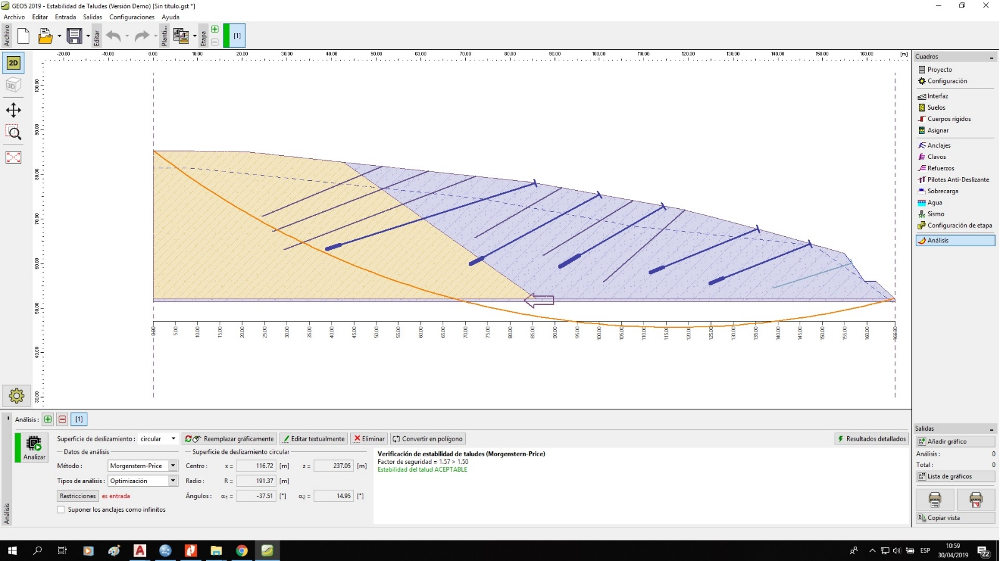 GEO5 2019 - Estabilidad de Taludes (Versión Demo) [Sin título.gst *]
Archivo Editar Entrada Salidas Configuraciones Ayuda
Archivo
Editar
Planti...
Etapa
[1]
2D
3D
-20.00 -10.00 0.00 10.00 20.00 30.00 40.00 50.00 60.00 70.00 80.00 90.00 100.00 110.00 120.00 130.00 140.00 150.00 160.00 [m]
100.00
90.00
80.00
70.00
60.00
50.00
40.00
30.00
5.00 10.00 15.00 20.00 25.00 30.00 35.00 40.00 45.00 50.00 55.00 60.00 65.00 70.00 75.00 80.00 85.00 90.00 95.00 100.00 105.00 110.00 115.00 120.00 125.00 130.00 135.00 140.00 145.00 150.00 155.00 160.00
Cuadros
Proyecto
Configuración
Interfaz
Suelos
Cuerpos rígidos
Asignar
Anclajes
Clavos
Refuerzos
Pilotes Anti-Deslizante
Sobrecarga
Agua
Sismo
Configuración de etapa
Análisis
Salidas
Añadir gráfico
Análisis : 0
Total : 0
Lista de gráficos
Copiar vista
Análisis : [1]
Análisis
Analizar
Superficie de deslizamiento : circular Reemplazar gráficamente Editar textualmente Eliminar Convertir en polígono Resultados detallados
Datos de análisis
Método : Morgenstern-Price
Tipos de análisis : Optimización
Restricciones es entrada
Suponer los anclajes como infinitos
Superficie de deslizamiento circular
Centro : x = 116.72 [m] z = 237.05 [m]
Radio : R = 191.37 [m]
Ángulos : α1 = -37.51 [°] α2 = 14.95 [°]
Verificación de estabilidad de taludes (Morgenstern-Price)
Factor de seguridad = 1.57 > 1.50
Estabilidad del talud ACEPTABLE
ESP
10:59
30/04/2019
22